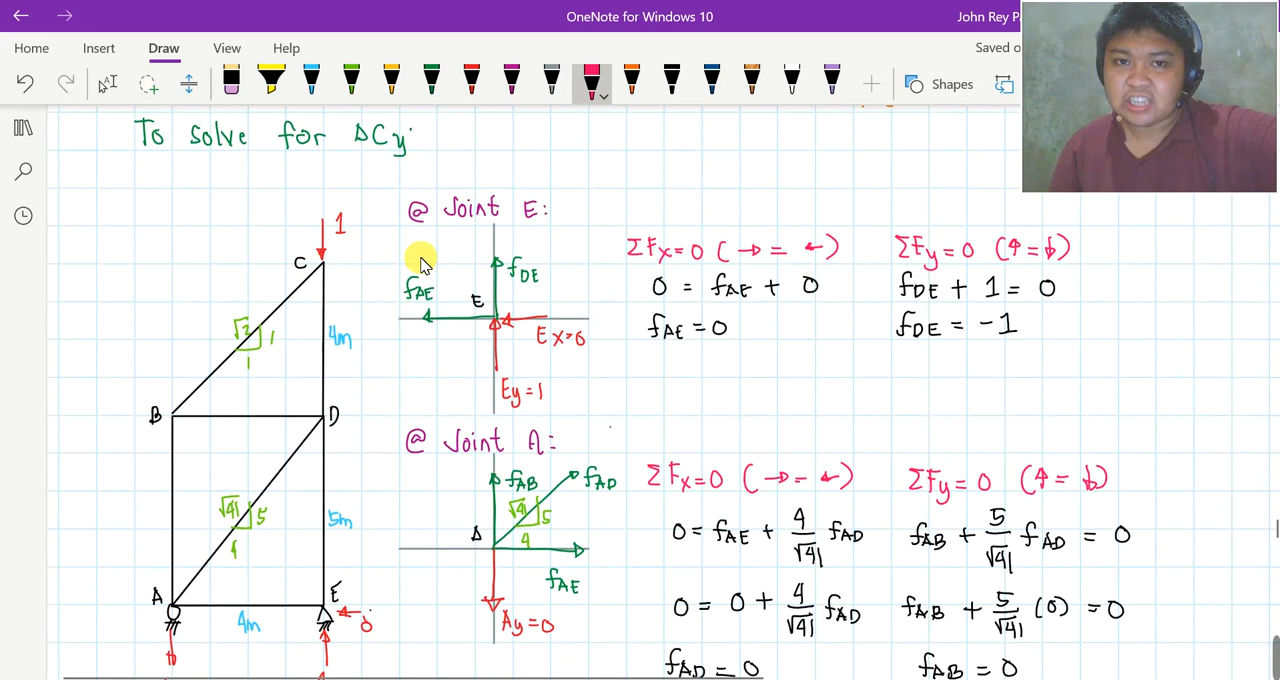 OneNote for Windows 10
John Rey P
Home Insert Draw View Help
Saved o
Shapes
To solve for ΔCy
1
C
√2
1
1
4m
B
D
√41
5
4
5m
A
E
4m
0
@ Joint E:
fAE
E
fDE
Ex=0
Ey=1
ΣFx=0 (→=←)
0 = fAE + 0
fAE=0
ΣFy=0 (↑=↓)
fDE + 1 = 0
fDE = -1
@ Joint A:
fAB
fAD
√41
5
4
A
fAE
Ay=0
ΣFx=0 (→=←)
0= fAE + 4/√41 fAD
0= 0+ 4/√41 fAD
fAD=0
ΣFy=0 (↑=↓)
fAB + 5/√41 fAD = 0
fAB + 5/√41 (0) =0
fAB=0